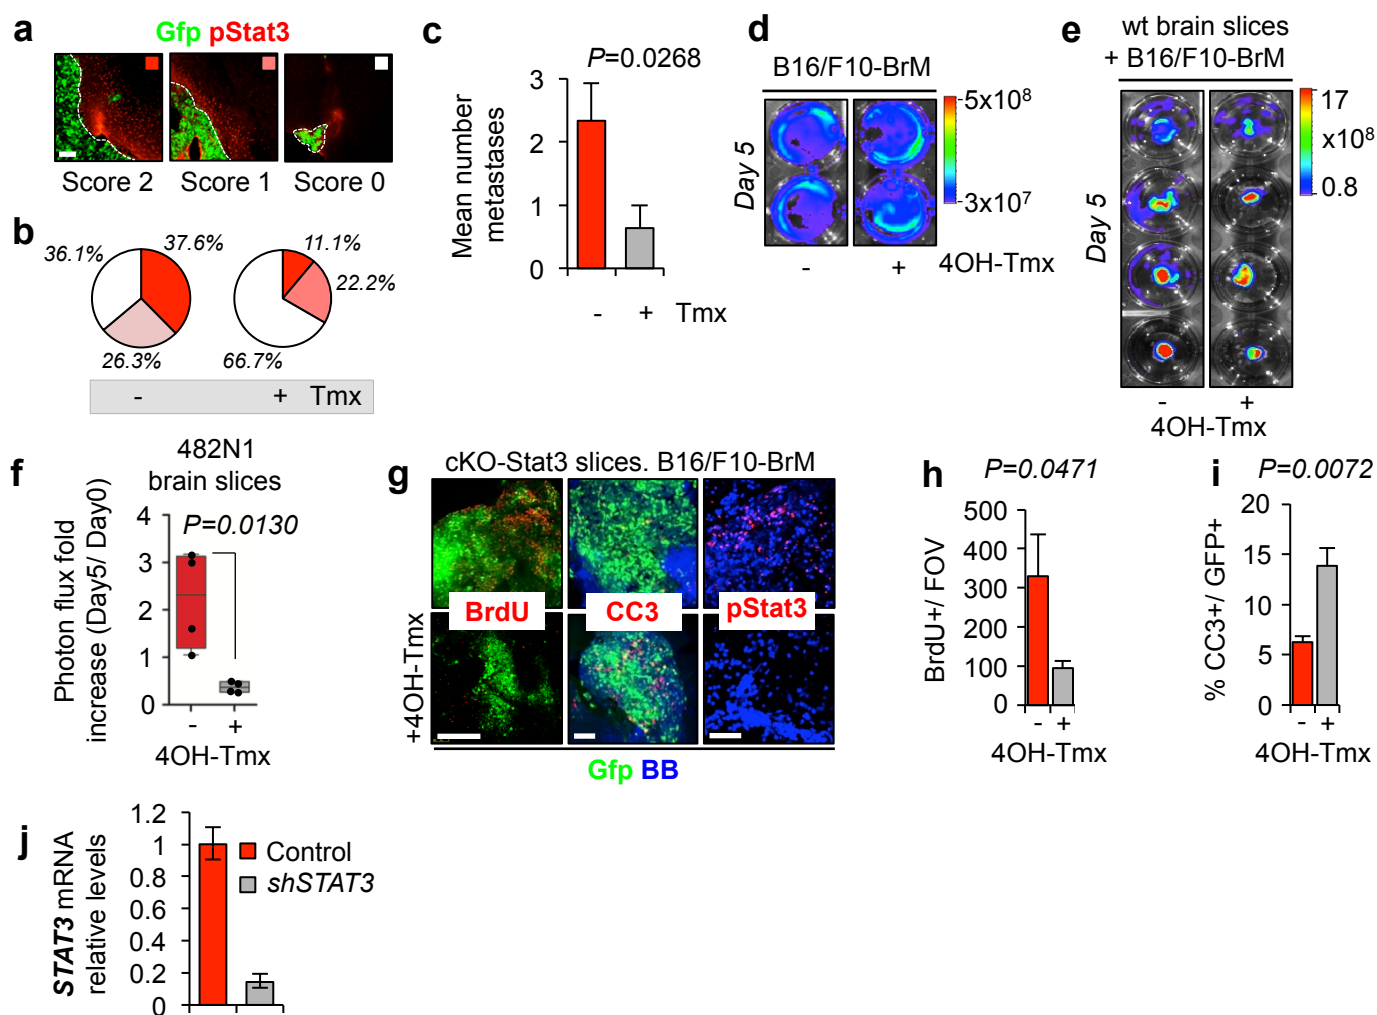 a
Gfp pStat3
Score 2 Score 1 Score 0
b
36.1% 37.6%
26.3%
11.1%
22.2%
66.7%
- + Tmx
c
P=0.0268
Mean number
metastases
3
2
1
0
- + Tmx
d
B16/F10-BrM
Day 5
5x10⁸
3x10⁷
- + 4OH-Tmx
e
wt brain slices
+ B16/F10-BrM
Day 5
17
x10⁸
0.8
- +
4OH-Tmx
f
482N1
brain slices
P=0.0130
Photon flux fold
increase (Day5/ Day0)
4
3
2
1
0
- +
4OH-Tmx
g
cKO-Stat3 slices. B16/F10-BrM
BrdU CC3 pStat3
+4OH-Tmx
Gfp BB
h
P=0.0471
BrdU+/ FOV
500
400
300
200
100
0
- +
4OH-Tmx
i
P=0.0072
% CC3+/ GFP+
20
15
10
5
0
- +
4OH-Tmx
j
STAT3 mRNA
relative levels
1.2
1
0.8
0.6
0.4
0.2
0
Control
shSTAT3